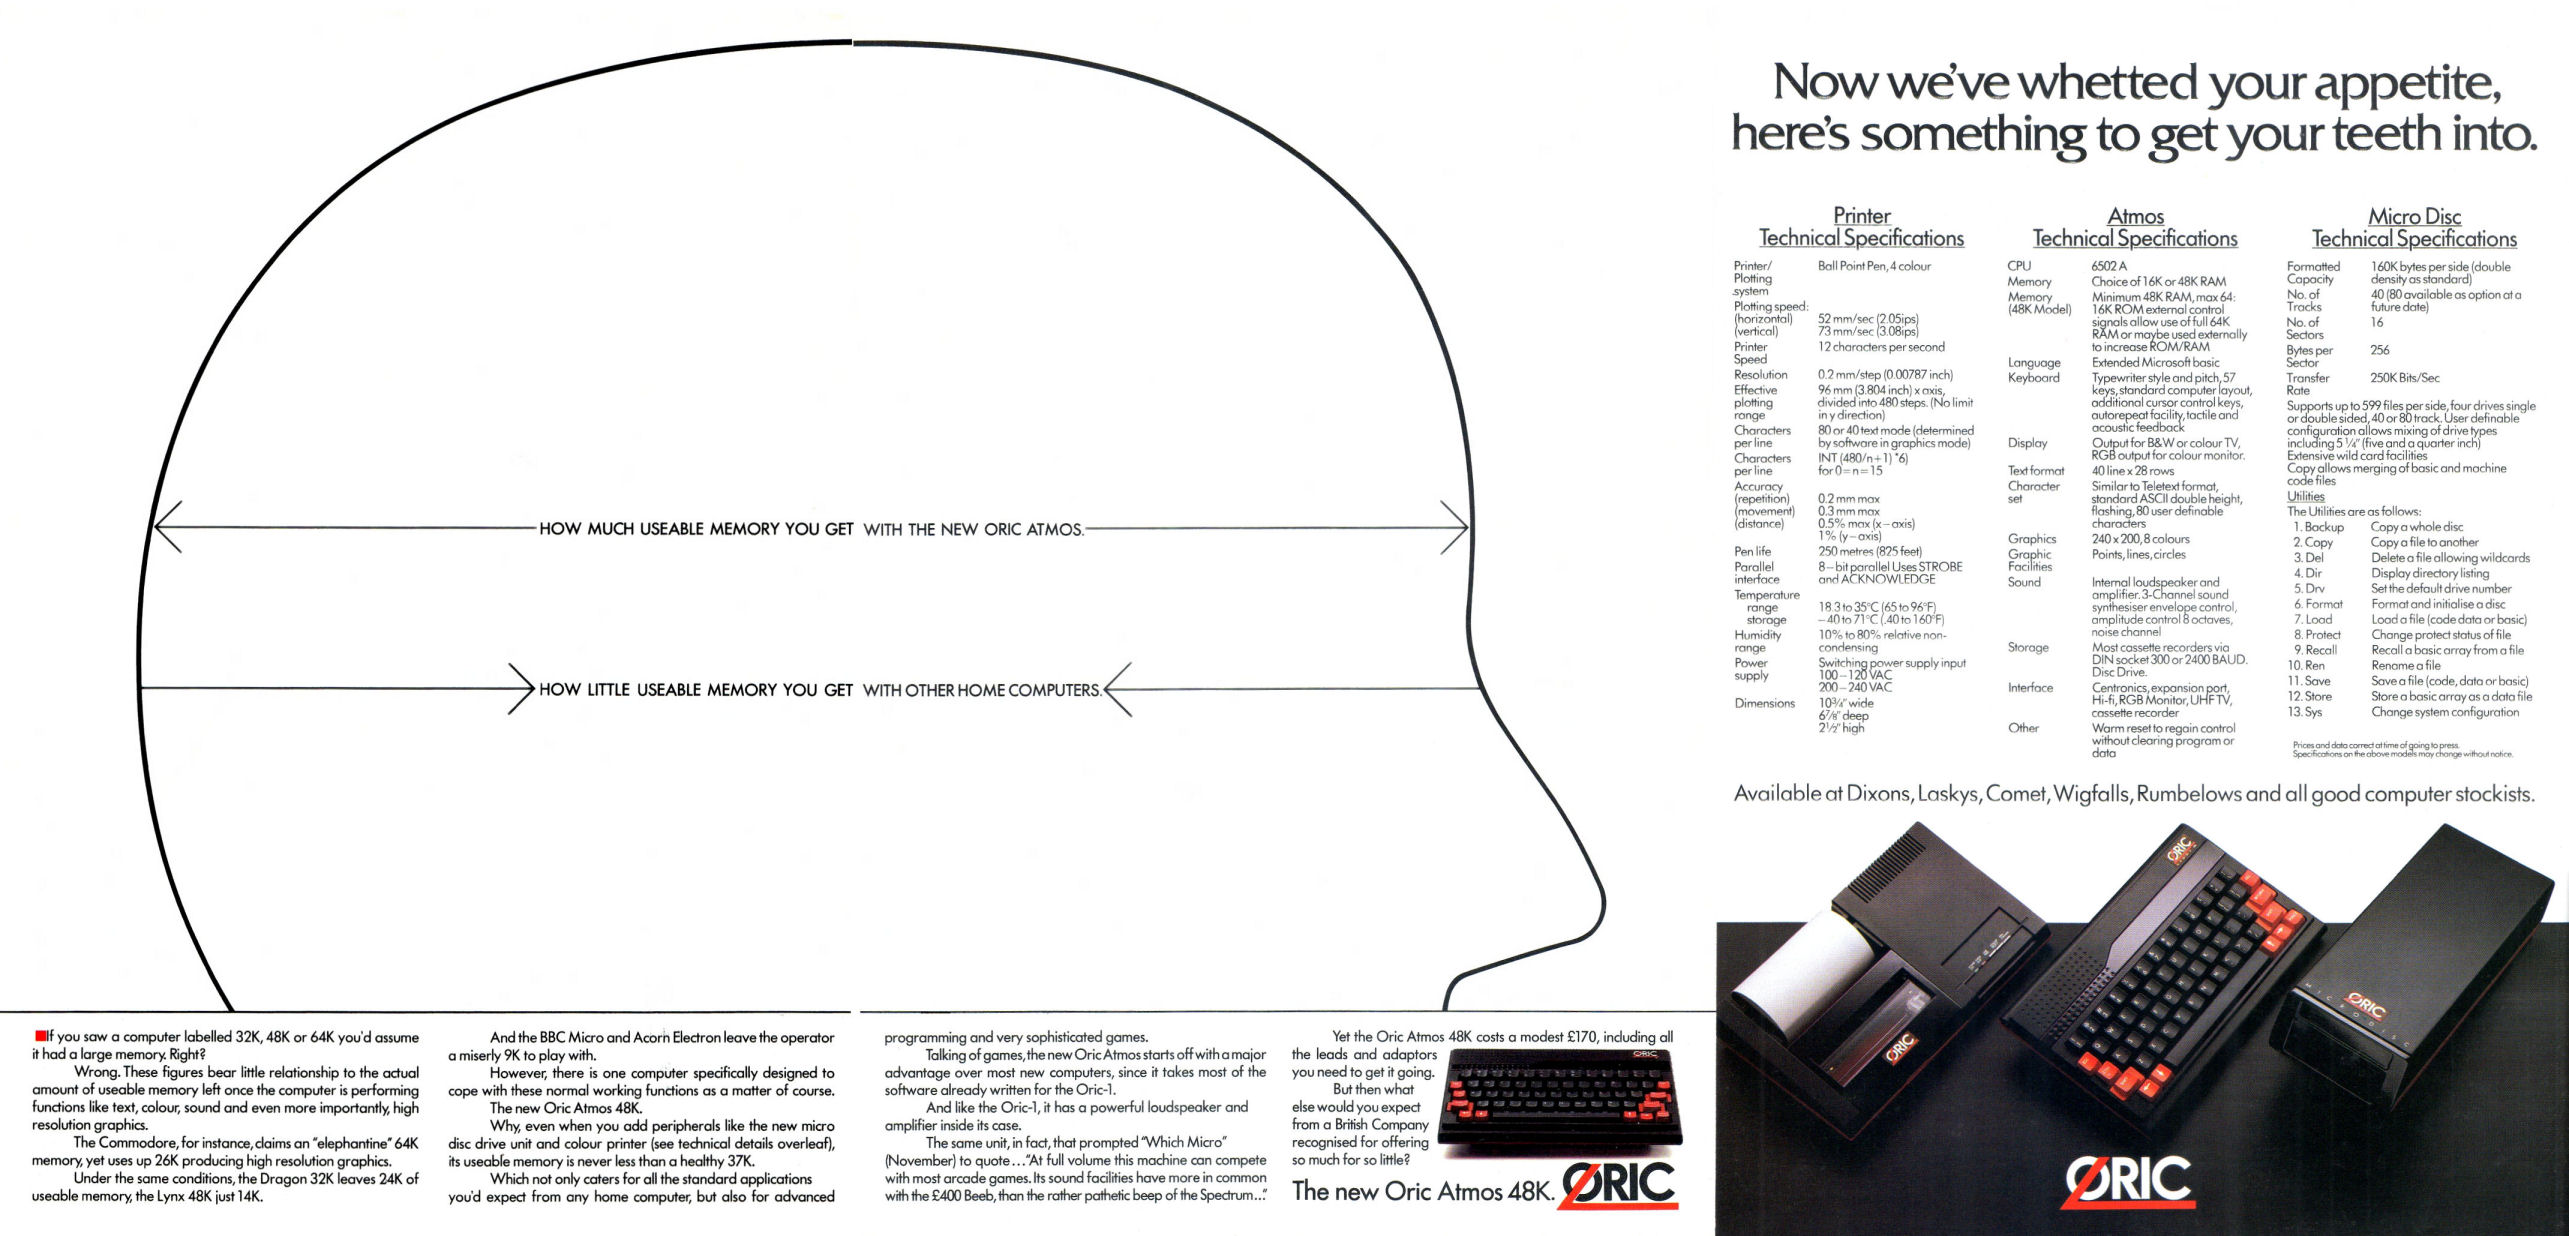 HOW MUCH USEABLE MEMORY YOU GET WITH THE NEW ORIC ATMOS.
HOW LITTLE USEABLE MEMORY YOU GET WITH OTHER HOME COMPUTERS.
If you saw a computer labelled 32K, 48K or 64K you'd assume
it had a large memory. Right?
Wrong. These figures bear little relationship to the actual
amount of useable memory left once the computer is performing
functions like text, colour, sound and even more importantly, high
resolution graphics.
The Commodore, for instance, claims an "elephantine" 64K
memory, yet uses up 26K producing high resolution graphics.
Under the same conditions, the Dragon 32K leaves 24K of
useable memory, the Lynx 48K just 14K.
And the BBC Micro and Acorn Electron leave the operator
a miserly 9K to play with.
However, there is one computer specifically designed to
cope with these normal working functions as a matter of course.
The new Oric Atmos 48K.
Why, even when you add peripherals like the new micro
disc drive unit and colour printer (see technical details overleaf),
its useable memory is never less than a healthy 37K.
Which not only caters for all the standard applications
you'd expect from any home computer, but also for advanced
programming and very sophisticated games.
Talking of games, the new Oric Atmos starts off with a major
advantage over most new computers, since it takes most of the
software already written for the Oric-1.
And like the Oric-1, it has a powerful loudspeaker and
amplifier inside its case.
The same unit, in fact, that prompted "Which Micro"
(November) to quote..."At full volume this machine can compete
with most arcade games. Its sound facilities have more in common
with the £400 Beeb, than the rather pathetic beep of the Spectrum..."
Yet the Oric Atmos 48K costs a modest £170, including all
the leads and adaptors
you need to get it going.
But then what
else would you expect
from a British Company
recognised for offering
so much for so little?
ORIC
The new Oric Atmos 48K. ORIC
Now we've whetted your appetite,
here's something to get your teeth into.
Printer
Technical Specifications
Printer/ Ball Point Pen, 4 colour
Plotting
system
Plotting speed:
(horizontal) 52 mm/sec (2.05ips)
(vertical) 73 mm/sec (3.08ips)
Printer 12 characters per second
Speed
Resolution 0.2 mm/step (0.00787 inch)
Effective 96 mm (3.804 inch) x axis,
plotting divided into 480 steps. (No limit
range in y direction)
Characters 80 or 40 text mode (determined
per line by software in graphics mode)
Characters INT (480/n+1) *6)
per line for 0=n=15
Accuracy
(repetition) 0.2 mm max
(movement) 0.3 mm max
(distance) 0.5% max (x–axis)
1% (y–axis)
Pen life 250 metres (825 feet)
Parallel 8–bit parallel Uses STROBE
interface and ACKNOWLEDGE
Temperature
range 18.3 to 35°C (65 to 96°F)
storage –40 to 71°C (.40 to 160°F)
Humidity 10% to 80% relative non-
range condensing
Power Switching power supply input
supply 100–120 VAC
200–240 VAC
Dimensions 10¾" wide
6⅞" deep
2½" high
Atmos
Technical Specifications
CPU 6502 A
Memory Choice of 16K or 48K RAM
Memory Minimum 48K RAM, max 64:
(48K Model) 16K ROM external control
signals allow use of full 64K
RAM or maybe used externally
to increase ROM/RAM
Language Extended Microsoft basic
Keyboard Typewriter style and pitch, 57
keys, standard computer layout,
additional cursor control keys,
autorepeat facility, tactile and
acoustic feedback
Display Output for B&W or colour TV,
RGB output for colour monitor.
Text format 40 line x 28 rows
Character Similar to Teletext format,
set standard ASCII double height,
flashing, 80 user definable
characters
Graphics 240 x 200, 8 colours
Graphic Points, lines, circles
Facilities
Sound Internal loudspeaker and
amplifier. 3-Channel sound
synthesiser envelope control,
amplitude control 8 octaves,
noise channel
Storage Most cassette recorders via
DIN socket 300 or 2400 BAUD.
Disc Drive.
Interface Centronics, expansion port,
Hi-fi, RGB Monitor, UHF TV,
cassette recorder
Other Warm reset to regain control
without clearing program or
data
Micro Disc
Technical Specifications
Formatted 160K bytes per side (double
Capacity density as standard)
No. of 40 (80 available as option at a
Tracks future date)
No. of 16
Sectors
Bytes per 256
Sector
Transfer 250K Bits/Sec
Rate
Supports up to 599 files per side, four drives single
or double sided, 40 or 80 track. User definable
configuration allows mixing of drive types
including 5¼" (five and a quarter inch)
Extensive wild card facilities
Copy allows merging of basic and machine
code files
Utilities
The Utilities are as follows:
1. Backup Copy a whole disc
2. Copy Copy a file to another
3. Del Delete a file allowing wildcards
4. Dir Display directory listing
5. Drv Set the default drive number
6. Format Format and initialise a disc
7. Load Load a file (code data or basic)
8. Protect Change protect status of file
9. Recall Recall a basic array from a file
10. Ren Rename a file
11. Save Save a file (code, data or basic)
12. Store Store a basic array as a data file
13. Sys Change system configuration
Prices and data correct at time of going to press.
Specifications on the above models may change without notice.
Available at Dixons, Laskys, Comet, Wigfalls, Rumbelows and all good computer stockists.
ORIC
ORIC
ORIC
MICRODISC
ORIC